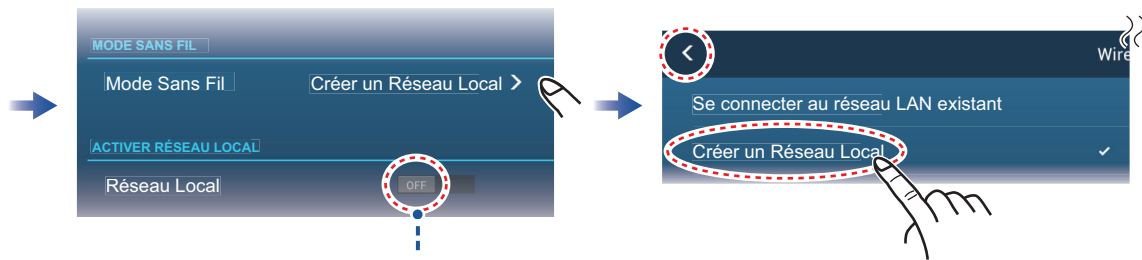 MODE SANS FIL
Mode Sans Fil Créer un Réseau Local
ACTIVER RÉSEAU LOCAL
Réseau Local OFF
Wire
Se connecter au réseau LAN existant
Créer un Réseau Local